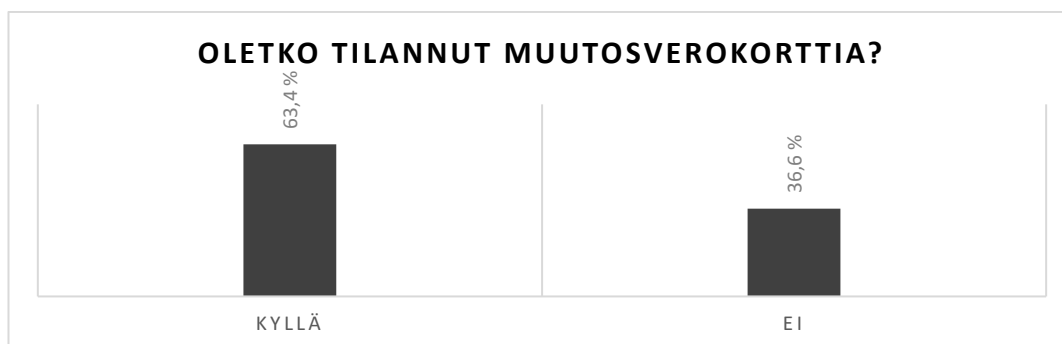 OLETKO TILANNUT MUUTOSVEROKORTTIA?
63,4 %
36,6 %
KYLLÄ
EI